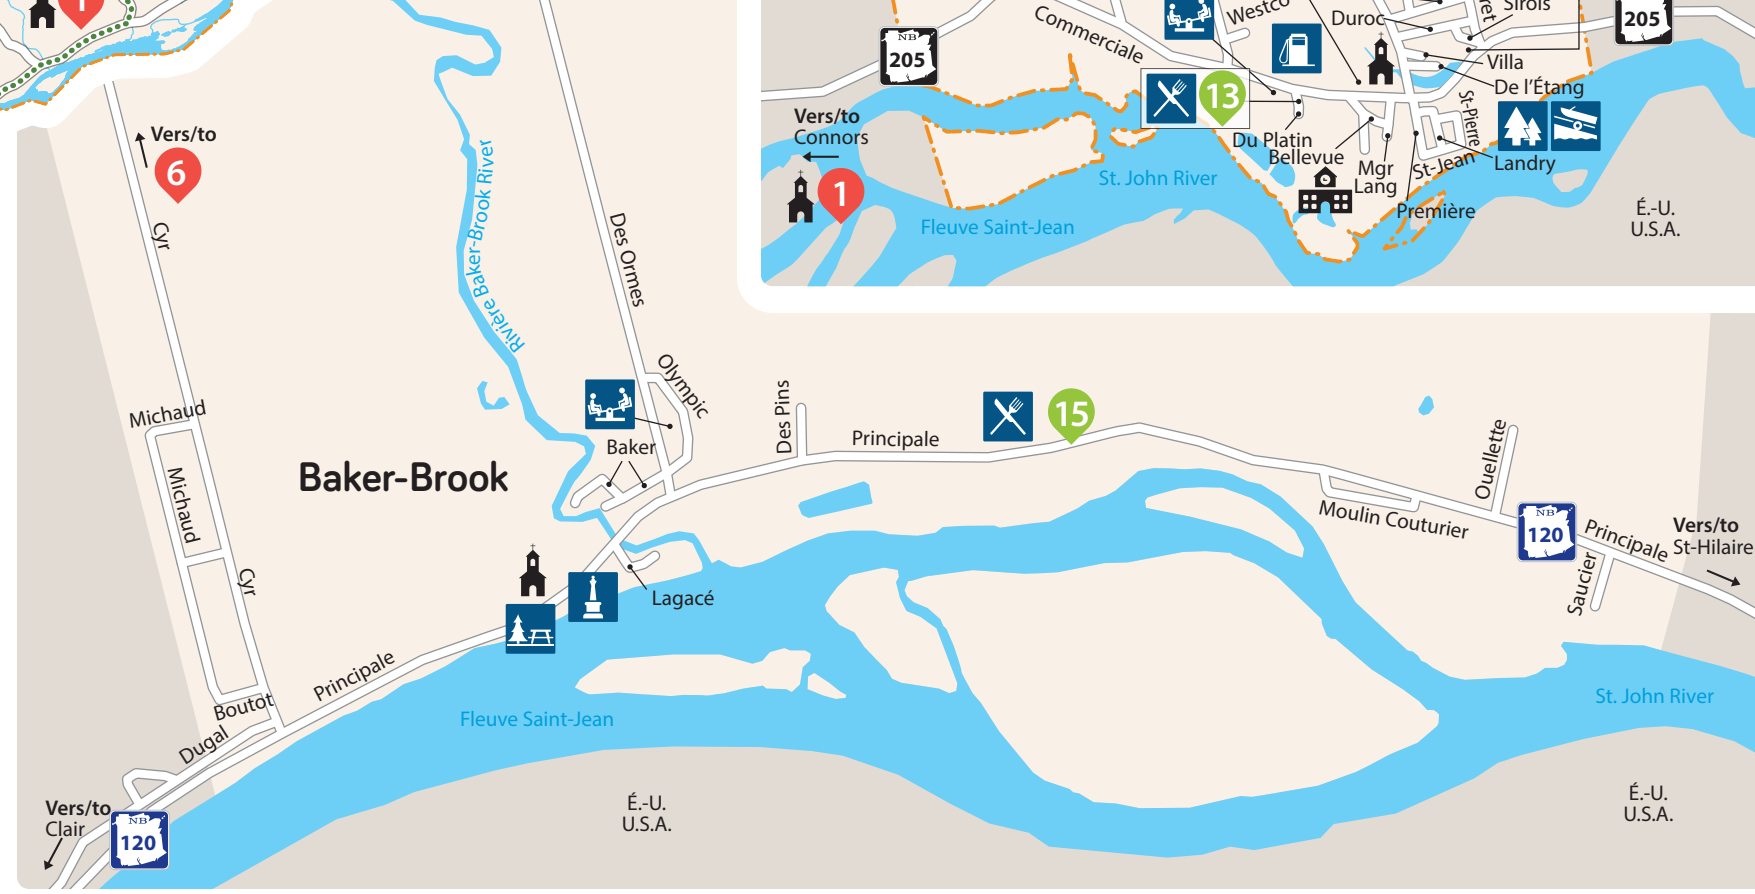 1
Vers/to
6
Cyr
Michaud
Michaud
Cyr
Boutot
Dugal
Vers/to
Clair
NB
120
Principale
Baker-Brook
Rivière Baker-Brook River
Des Ormes
Olympic
Baker
Lagacé
Des Pins
Principale
15
Ouellette
Moulin Couturier
NB
120
Principale
Saucier
Vers/to
St-Hilaire
Fleuve Saint-Jean
St. John River
É.-U.
U.S.A.
É.-U.
U.S.A.
NB
205
Commerciale
Westco
Duroc
Sirois
205
Villa
De l'Étang
St-Pierre
13
Du Platin
Bellevue
Mgr
Lang
St-Jean
Landry
Première
Vers/to
Connors
1
St. John River
Fleuve Saint-Jean
É.-U.
U.S.A.